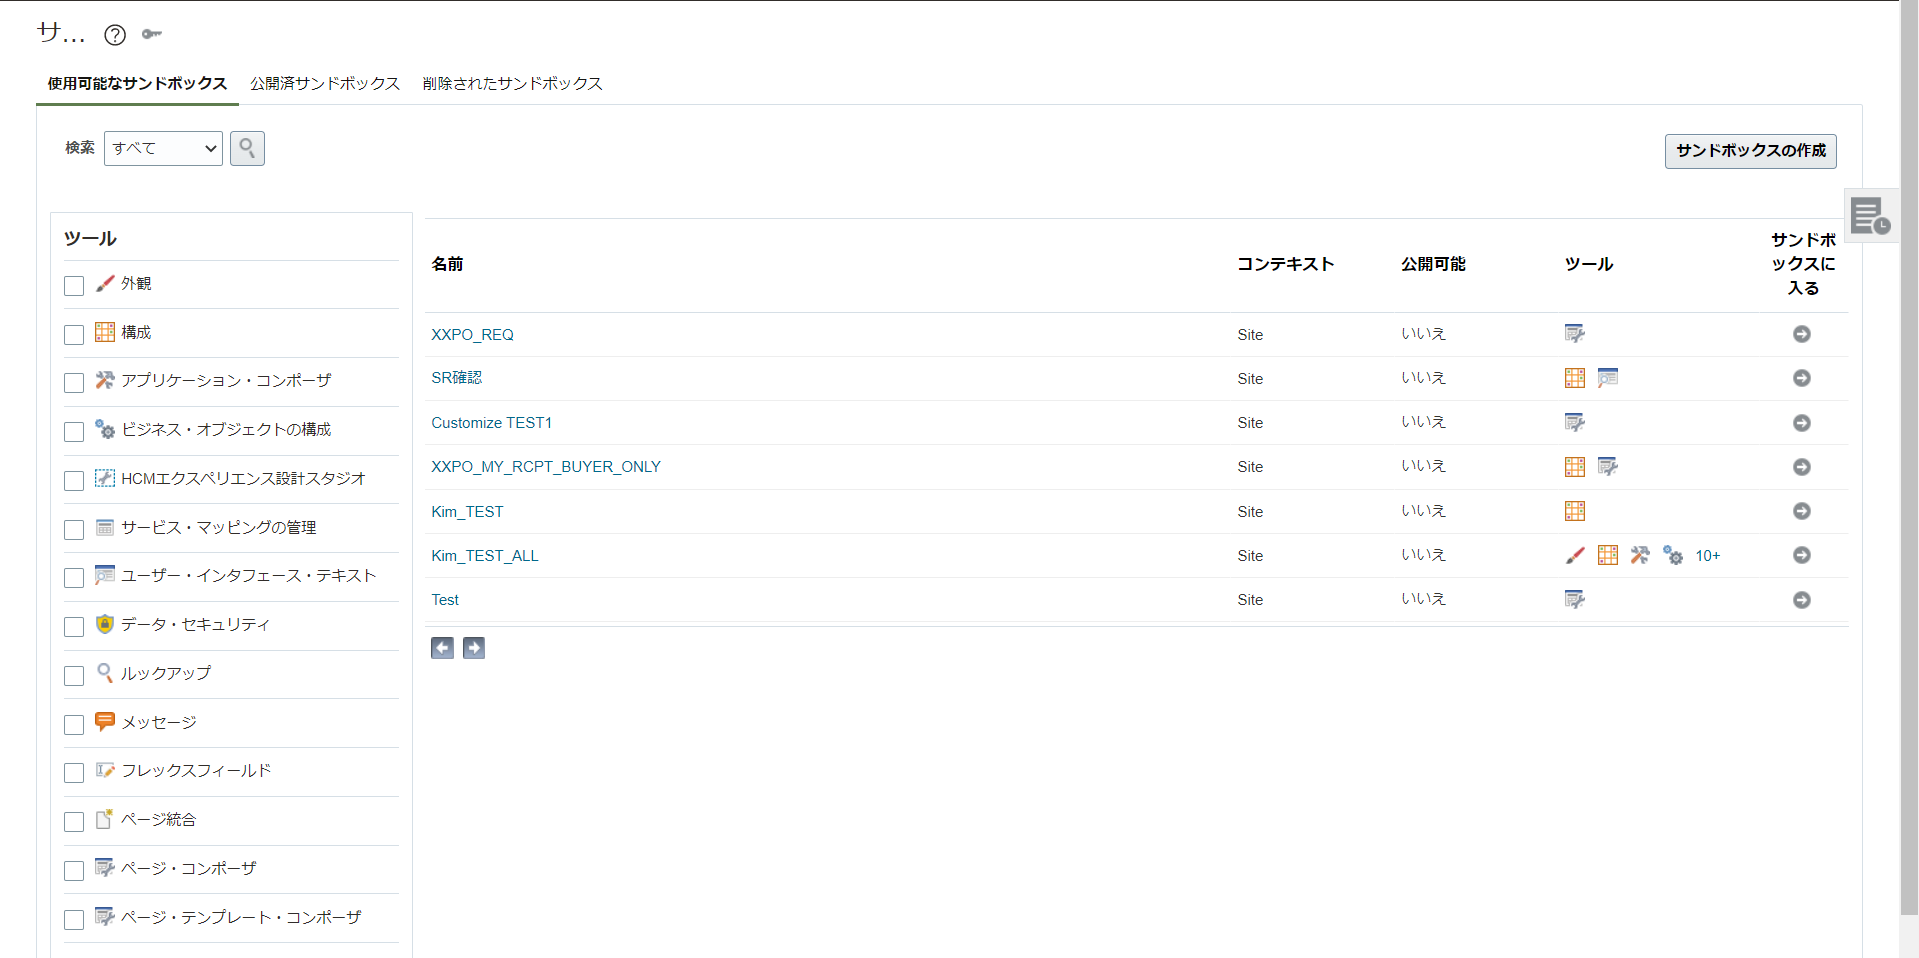 サ...
使用可能なサンドボックス 公開済サンドボックス 削除されたサンドボックス
検索 すべて
サンドボックスの作成
ツール
外観
構成
アプリケーション・コンポーザ
ビジネス・オブジェクトの構成
HCMエクスペリエンス設計スタジオ
サービス・マッピングの管理
ユーザー・インタフェース・テキスト
データ・セキュリティ
ルックアップ
メッセージ
フレックスフィールド
ページ統合
ページ・コンポーザ
ページ・テンプレート・コンポーザ
名前 コンテキスト 公開可能 ツール
サンドボ
ックスに
入る
XXPO_REQ Site いいえ
SR確認 Site いいえ
Customize TEST1 Site いいえ
XXPO_MY_RCPT_BUYER_ONLY Site いいえ
Kim_TEST Site いいえ
Kim_TEST_ALL Site いいえ 10+
Test Site いいえ